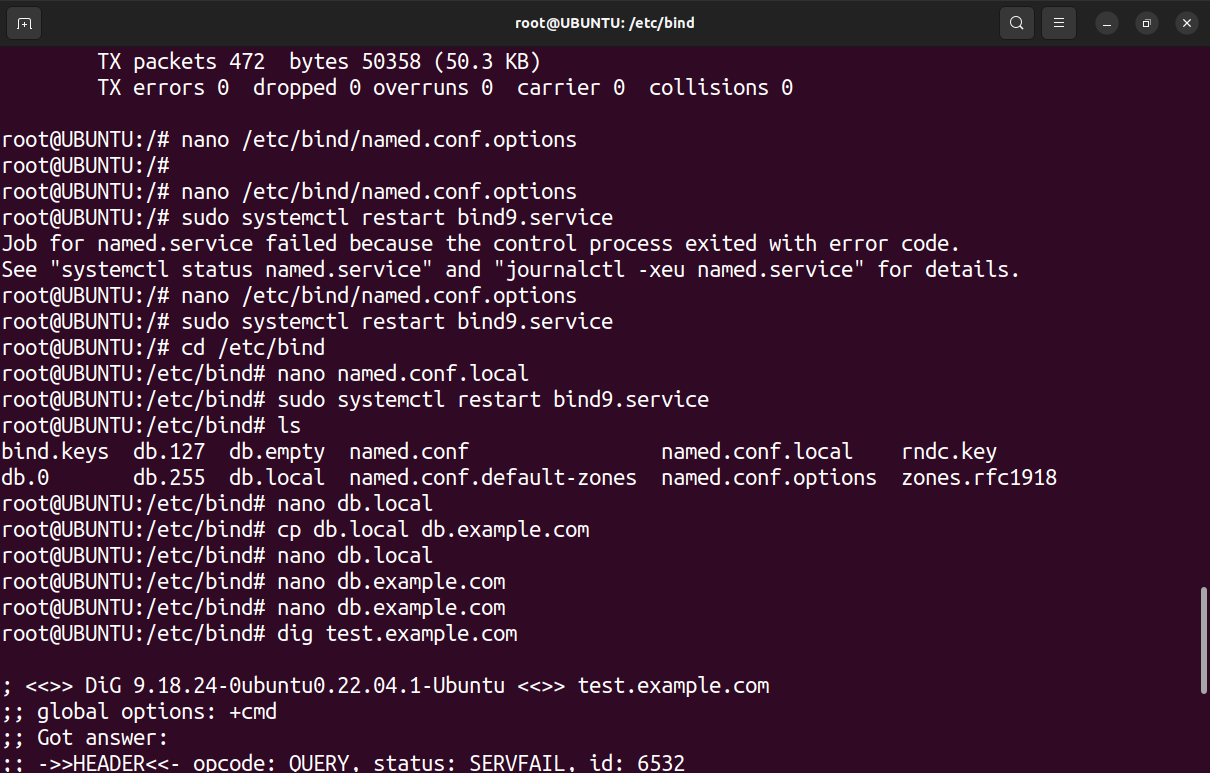 root@UBUNTU: /etc/bind
TX packets 472  bytes 50358 (50.3 KB)
TX errors 0  dropped 0 overruns 0  carrier 0  collisions 0
root@UBUNTU:/# nano /etc/bind/named.conf.options
root@UBUNTU:/#
root@UBUNTU:/# nano /etc/bind/named.conf.options
root@UBUNTU:/# sudo systemctl restart bind9.service
Job for named.service failed because the control process exited with error code.
See "systemctl status named.service" and "journalctl -xeu named.service" for details.
root@UBUNTU:/# nano /etc/bind/named.conf.options
root@UBUNTU:/# sudo systemctl restart bind9.service
root@UBUNTU:/# cd /etc/bind
root@UBUNTU:/etc/bind# nano named.conf.local
root@UBUNTU:/etc/bind# sudo systemctl restart bind9.service
root@UBUNTU:/etc/bind# ls
bind.keys  db.127  db.empty  named.conf                named.conf.local    rndc.key
db.0       db.255  db.local  named.conf.default-zones  named.conf.options  zones.rfc1918
root@UBUNTU:/etc/bind# nano db.local
root@UBUNTU:/etc/bind# cp db.local db.example.com
root@UBUNTU:/etc/bind# nano db.local
root@UBUNTU:/etc/bind# nano db.example.com
root@UBUNTU:/etc/bind# nano db.example.com
root@UBUNTU:/etc/bind# dig test.example.com
; <<>> DiG 9.18.24-0ubuntu0.22.04.1-Ubuntu <<>> test.example.com
;; global options: +cmd
;; Got answer:
;; ->>HEADER<<- opcode: QUERY, status: SERVFAIL, id: 6532